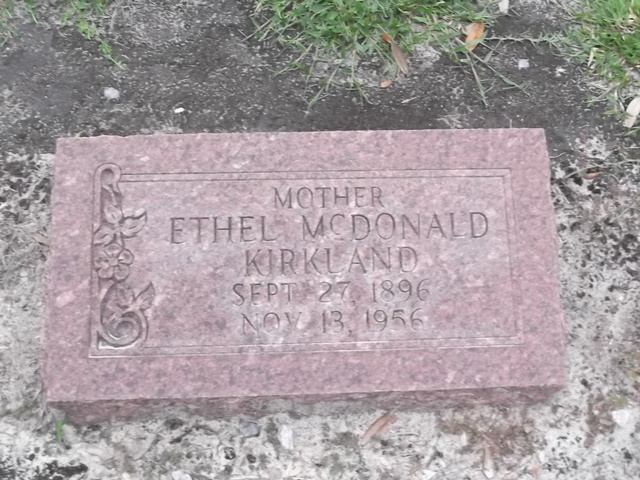 MOTHER
ETHEL MCDONALD
KIRKLAND
SEPT 27, 1896
NOV. 13, 1956